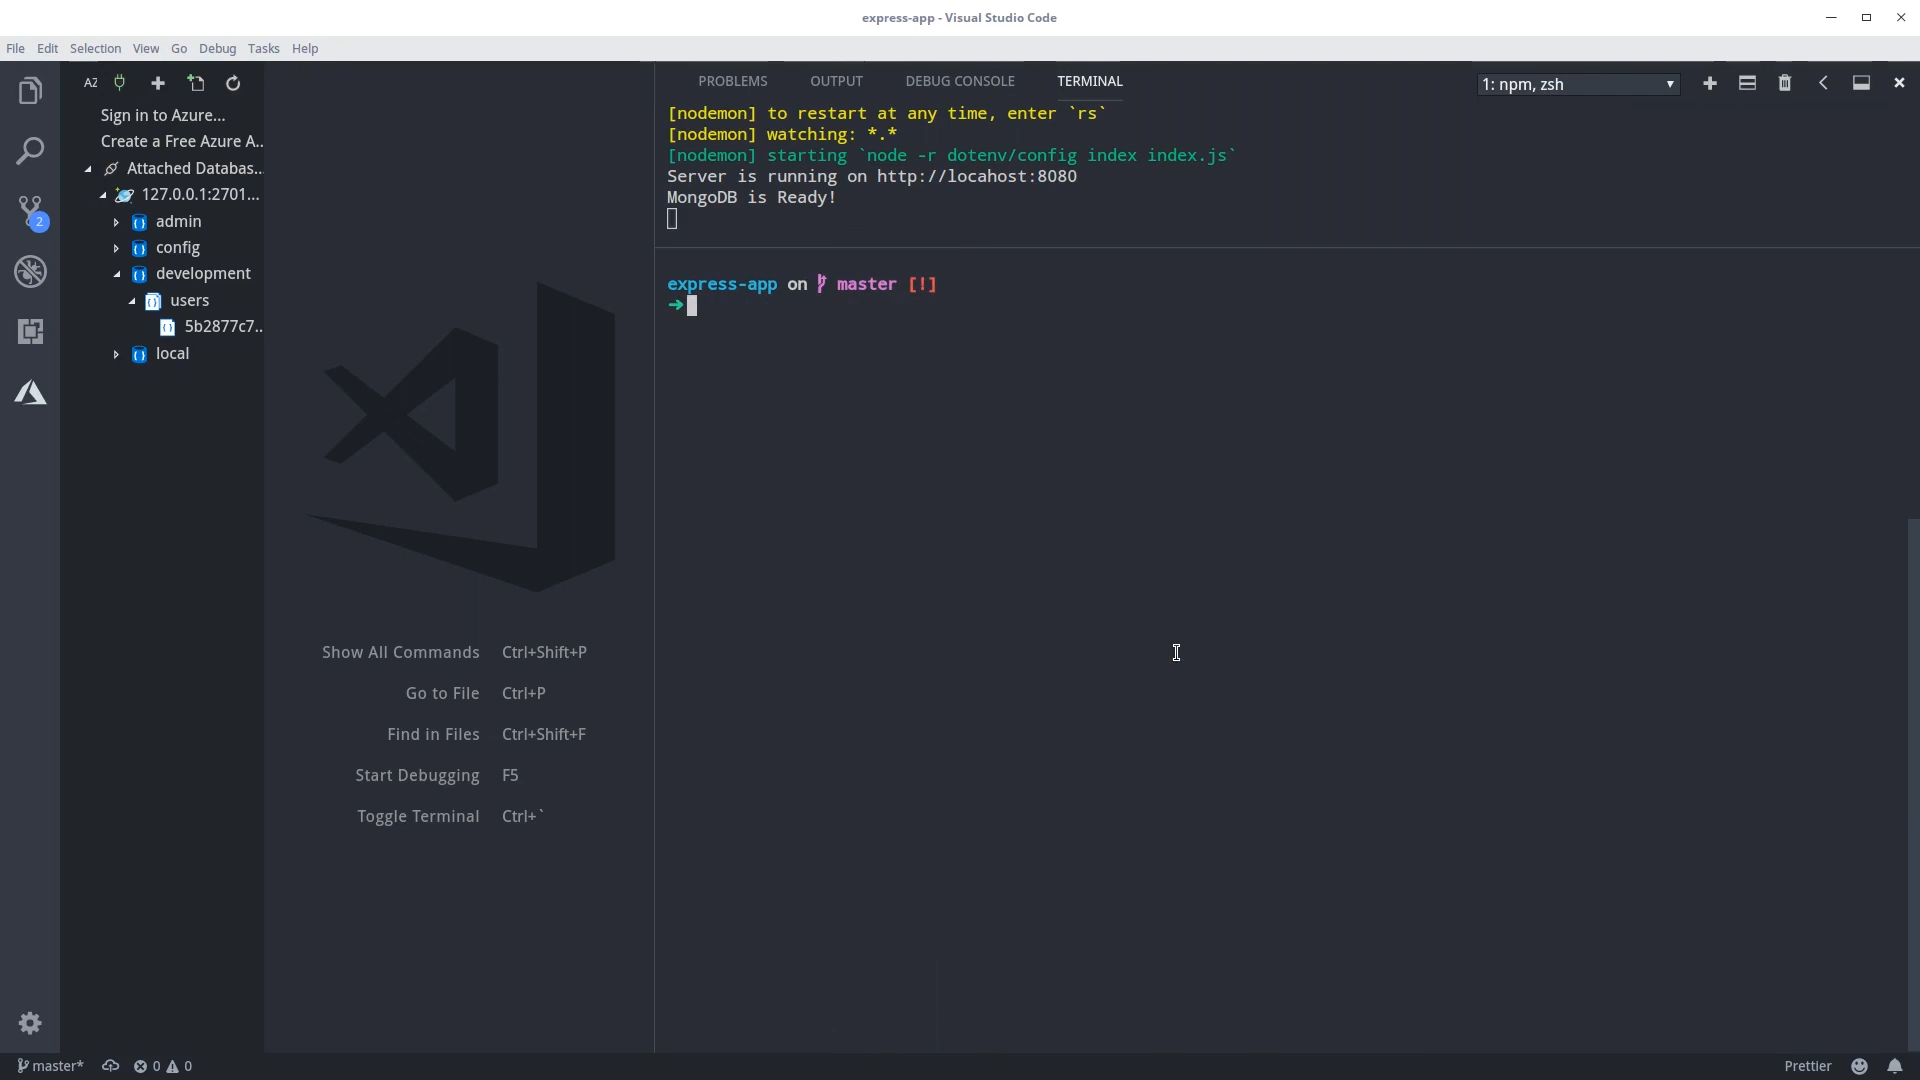 express-app - Visual Studio Code
File Edit Selection View Go Debug Tasks Help
PROBLEMS OUTPUT DEBUG CONSOLE TERMINAL
1: npm, zsh
Sign in to Azure...
Create a Free Azure A..
Attached Databas...
127.0.0.1:2701...
admin
config
development
users
5b2877c7..
local
2
[nodemon] to restart at any time, enter `rs`
[nodemon] watching: *.*
[nodemon] starting `node -r dotenv/config index index.js`
Server is running on http://locahost:8080
MongoDB is Ready!
express-app on master [!]
➜
Show All Commands Ctrl+Shift+P
Go to File Ctrl+P
Find in Files Ctrl+Shift+F
Start Debugging F5
Toggle Terminal Ctrl+`
master* 0 0 Prettier